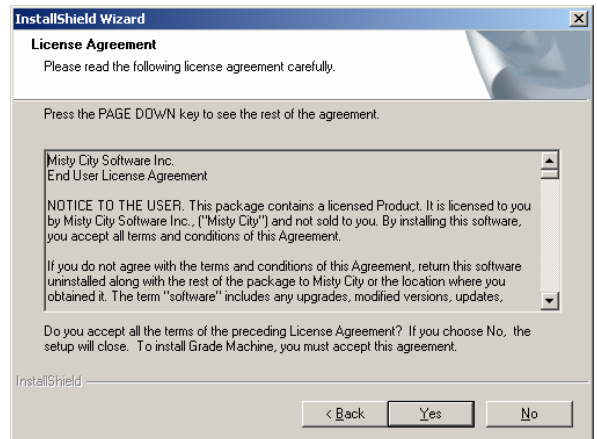 InstallShield Wizard
License Agreement
Please read the following license agreement carefully.
Press the PAGE DOWN key to see the rest of the agreement.
Misty City Software Inc.
End User License Agreement
NOTICE TO THE USER. This package contains a licensed Product. It is licensed to you
by Misty City Software Inc., ("Misty City") and not sold to you. By installing this software,
you accept all terms and conditions of this Agreement.
If you do not agree with the terms and conditions of this Agreement, return this software
uninstalled along with the rest of the package to Misty City or the location where you
obtained it. The term "software" includes any upgrades, modified versions, updates,
Do you accept all the terms of the preceding License Agreement? If you choose No, the
setup will close. To install Grade Machine, you must accept this agreement.
InstallShield
< Back
Yes
No